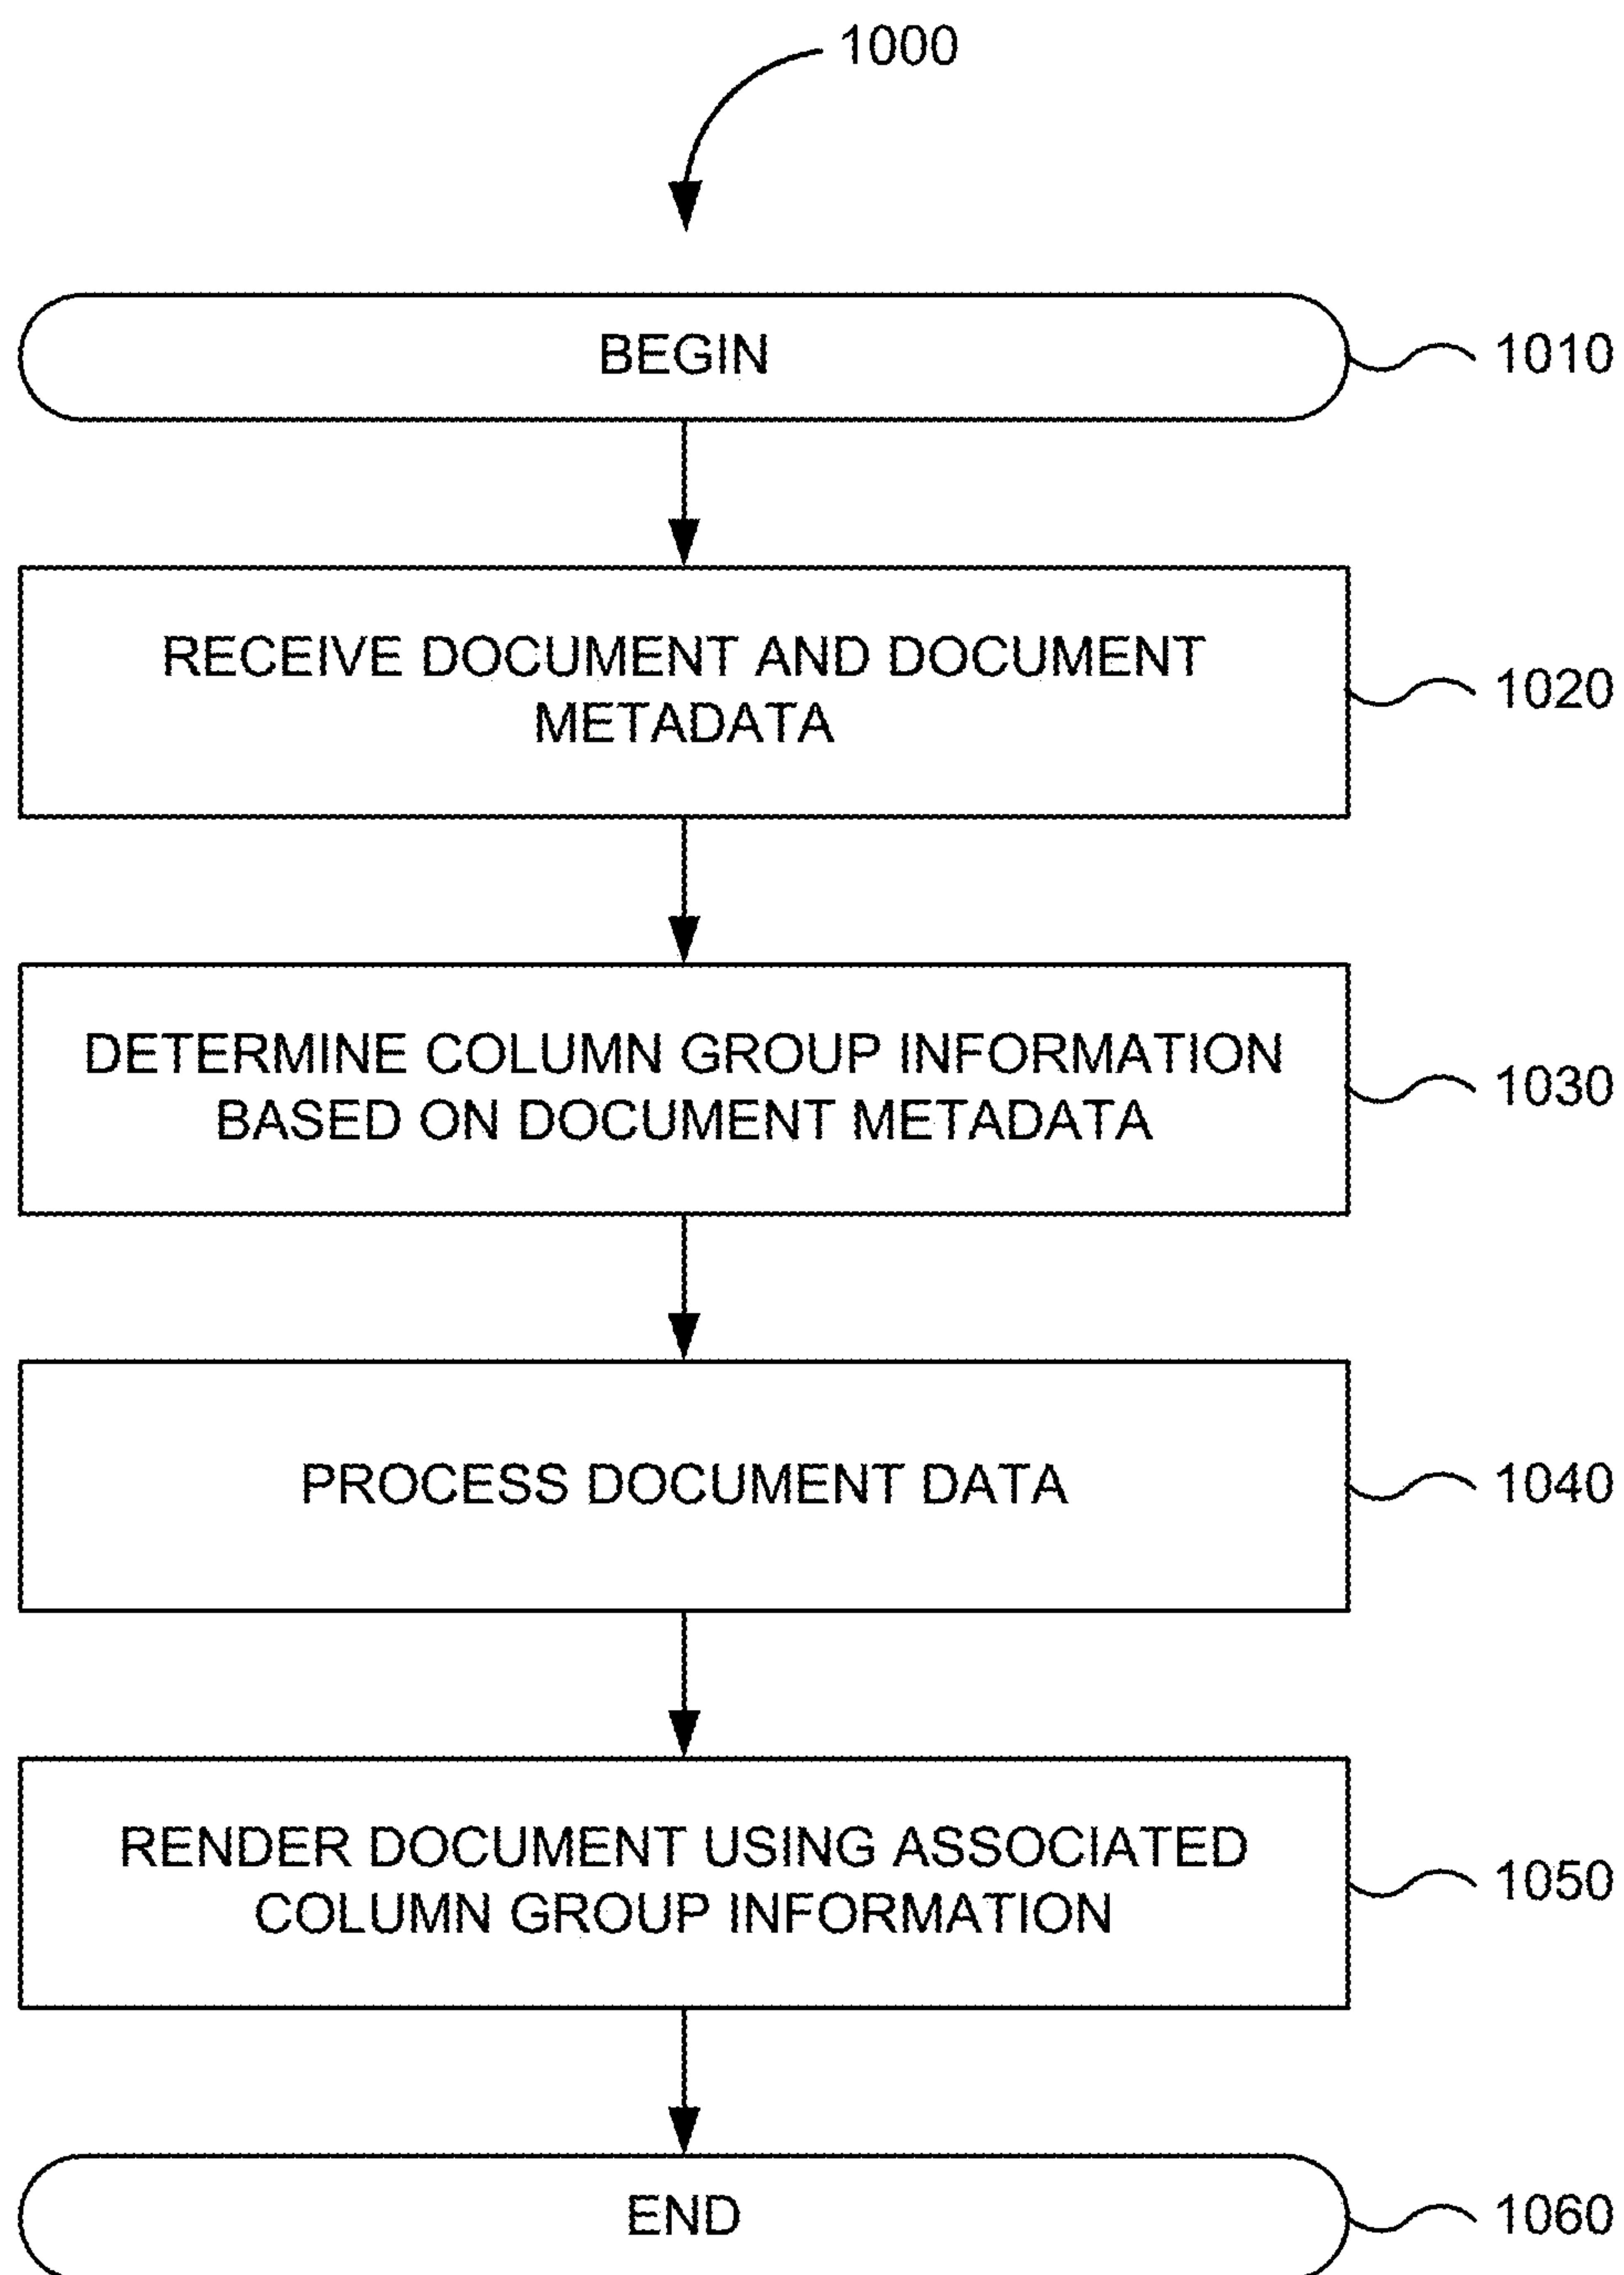 1000
BEGIN
1010
RECEIVE DOCUMENT AND DOCUMENT
METADATA
1020
DETERMINE COLUMN GROUP INFORMATION
BASED ON DOCUMENT METADATA
1030
PROCESS DOCUMENT DATA
1040
RENDER DOCUMENT USING ASSOCIATED
COLUMN GROUP INFORMATION
1050
END
1060